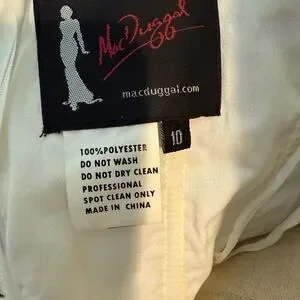 Mac Duggal
macduggal.com
10
100%POLYESTER
DO NOT WASH
DO NOT DRY CLEAN
PROFESSIONAL
SPOT CLEAN ONLY
MADE IN CHINA